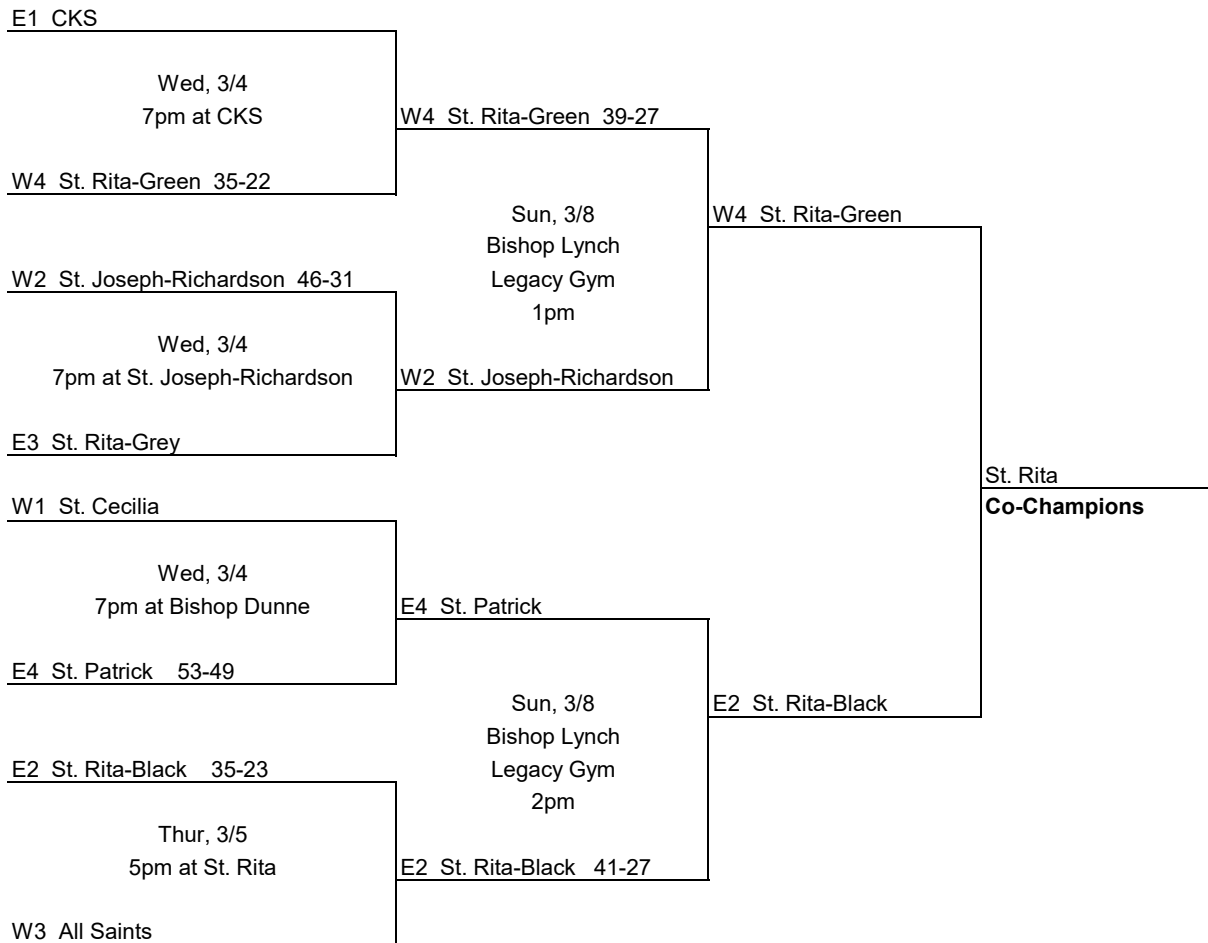 E1 CKS
Wed, 3/4
7pm at CKS
W4 St. Rita-Green 39-27
W4 St. Rita-Green 35-22
Sun, 3/8
Bishop Lynch
Legacy Gym
1pm
W4 St. Rita-Green
W2 St. Joseph-Richardson 46-31
Wed, 3/4
7pm at St. Joseph-Richardson
W2 St. Joseph-Richardson
E3 St. Rita-Grey
St. Rita
Co-Champions
W1 St. Cecilia
Wed, 3/4
7pm at Bishop Dunne
E4 St. Patrick
E4 St. Patrick 53-49
Sun, 3/8
Bishop Lynch
Legacy Gym
2pm
E2 St. Rita-Black
E2 St. Rita-Black 35-23
Thur, 3/5
5pm at St. Rita
E2 St. Rita-Black 41-27
W3 All Saints